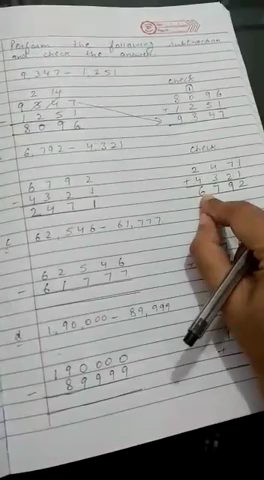 Perform the following subtraction
and check the answer.
9,347 - 1,251
check
2 14
1
9 3 4 7
8 0 9 6
- 1 2 5 1
+ 1 2 5 1
8 0 9 6
9 3 4 7
6,792 - 4,321
check
6 7 9 2
2 4 7 1
- 4 3 2 1
+ 4 3 2 1
2 4 7 1
6 7 9 2
c 62,546 - 61,777
6 2 5 4 6
- 6 1 7 7 7
d 1,90,000 - 89,999
1 9 0 0 0 0
- 8 9 9 9 9